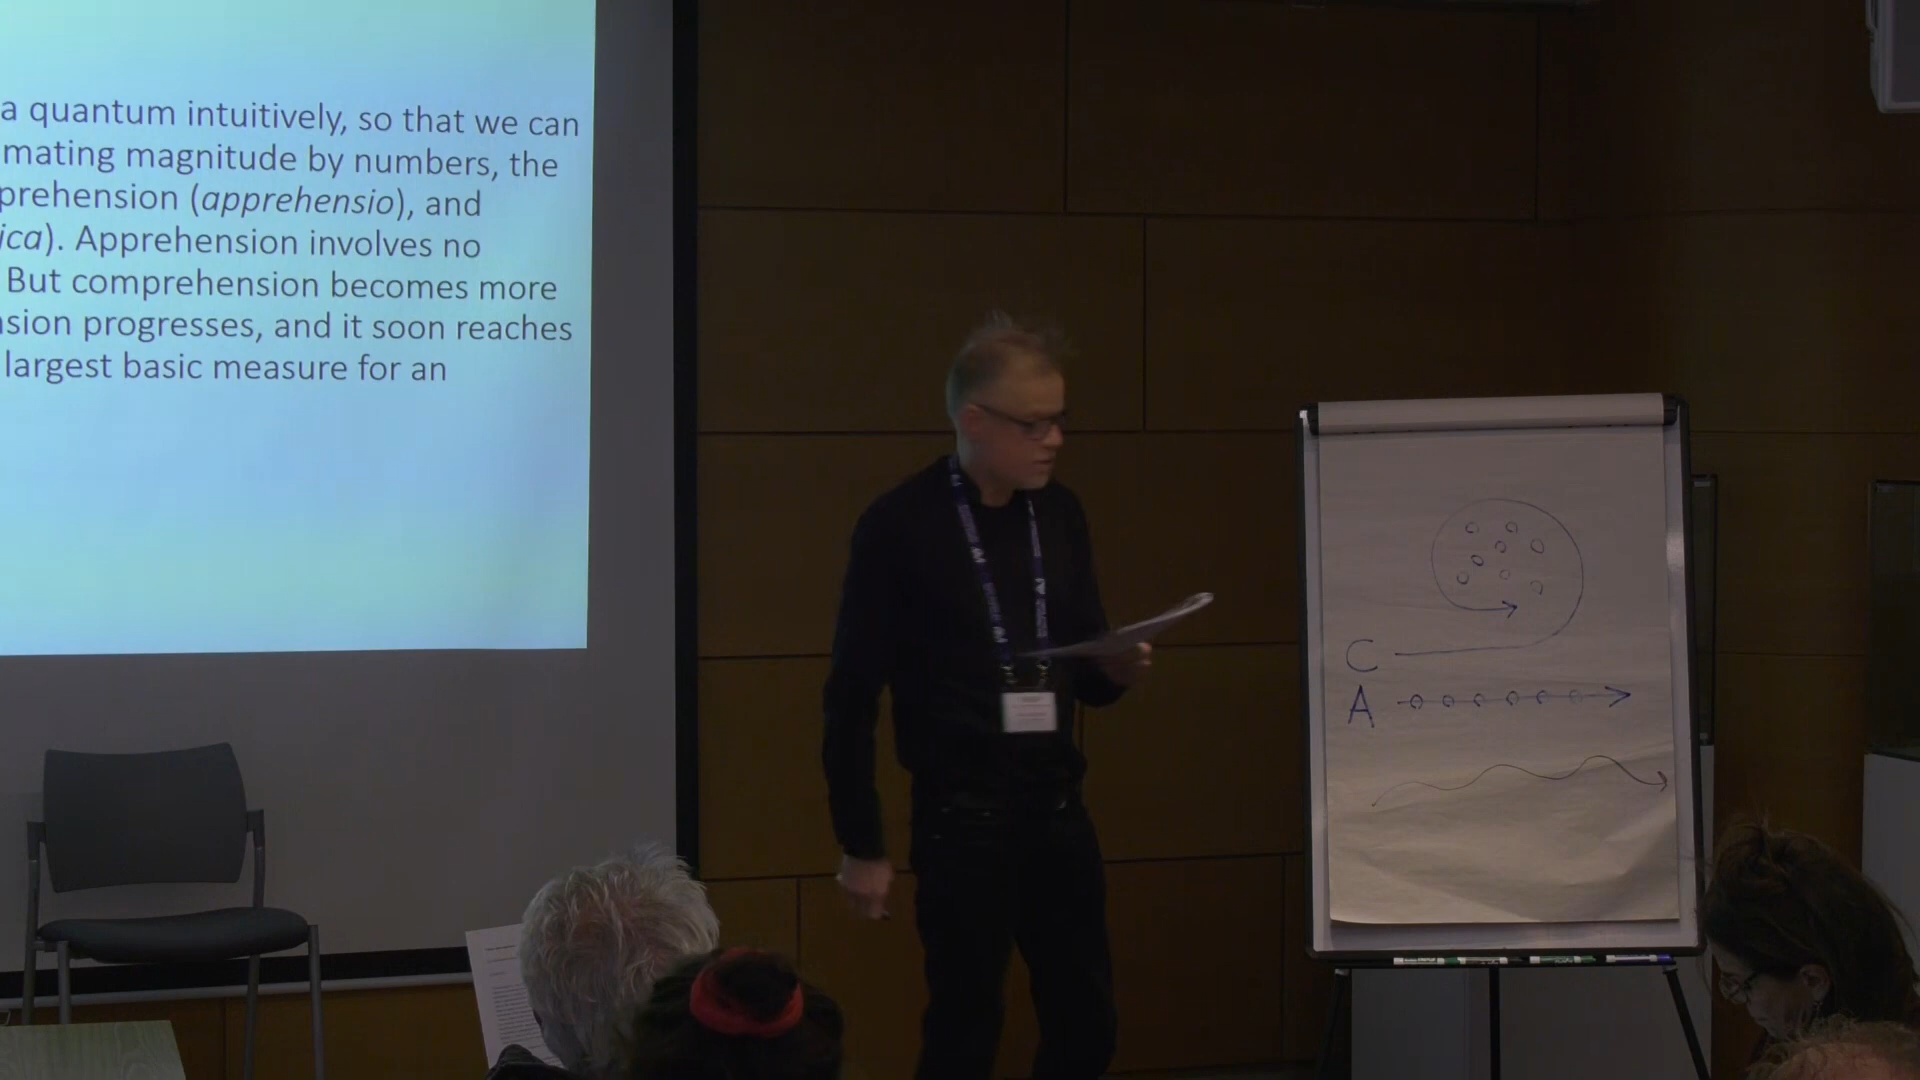 a quantum intuitively, so that we can
mating magnitude by numbers, the
prehension (apprehensio), and
ica). Apprehension involves no
But comprehension becomes more
nsion progresses, and it soon reaches
largest basic measure for an
C
A